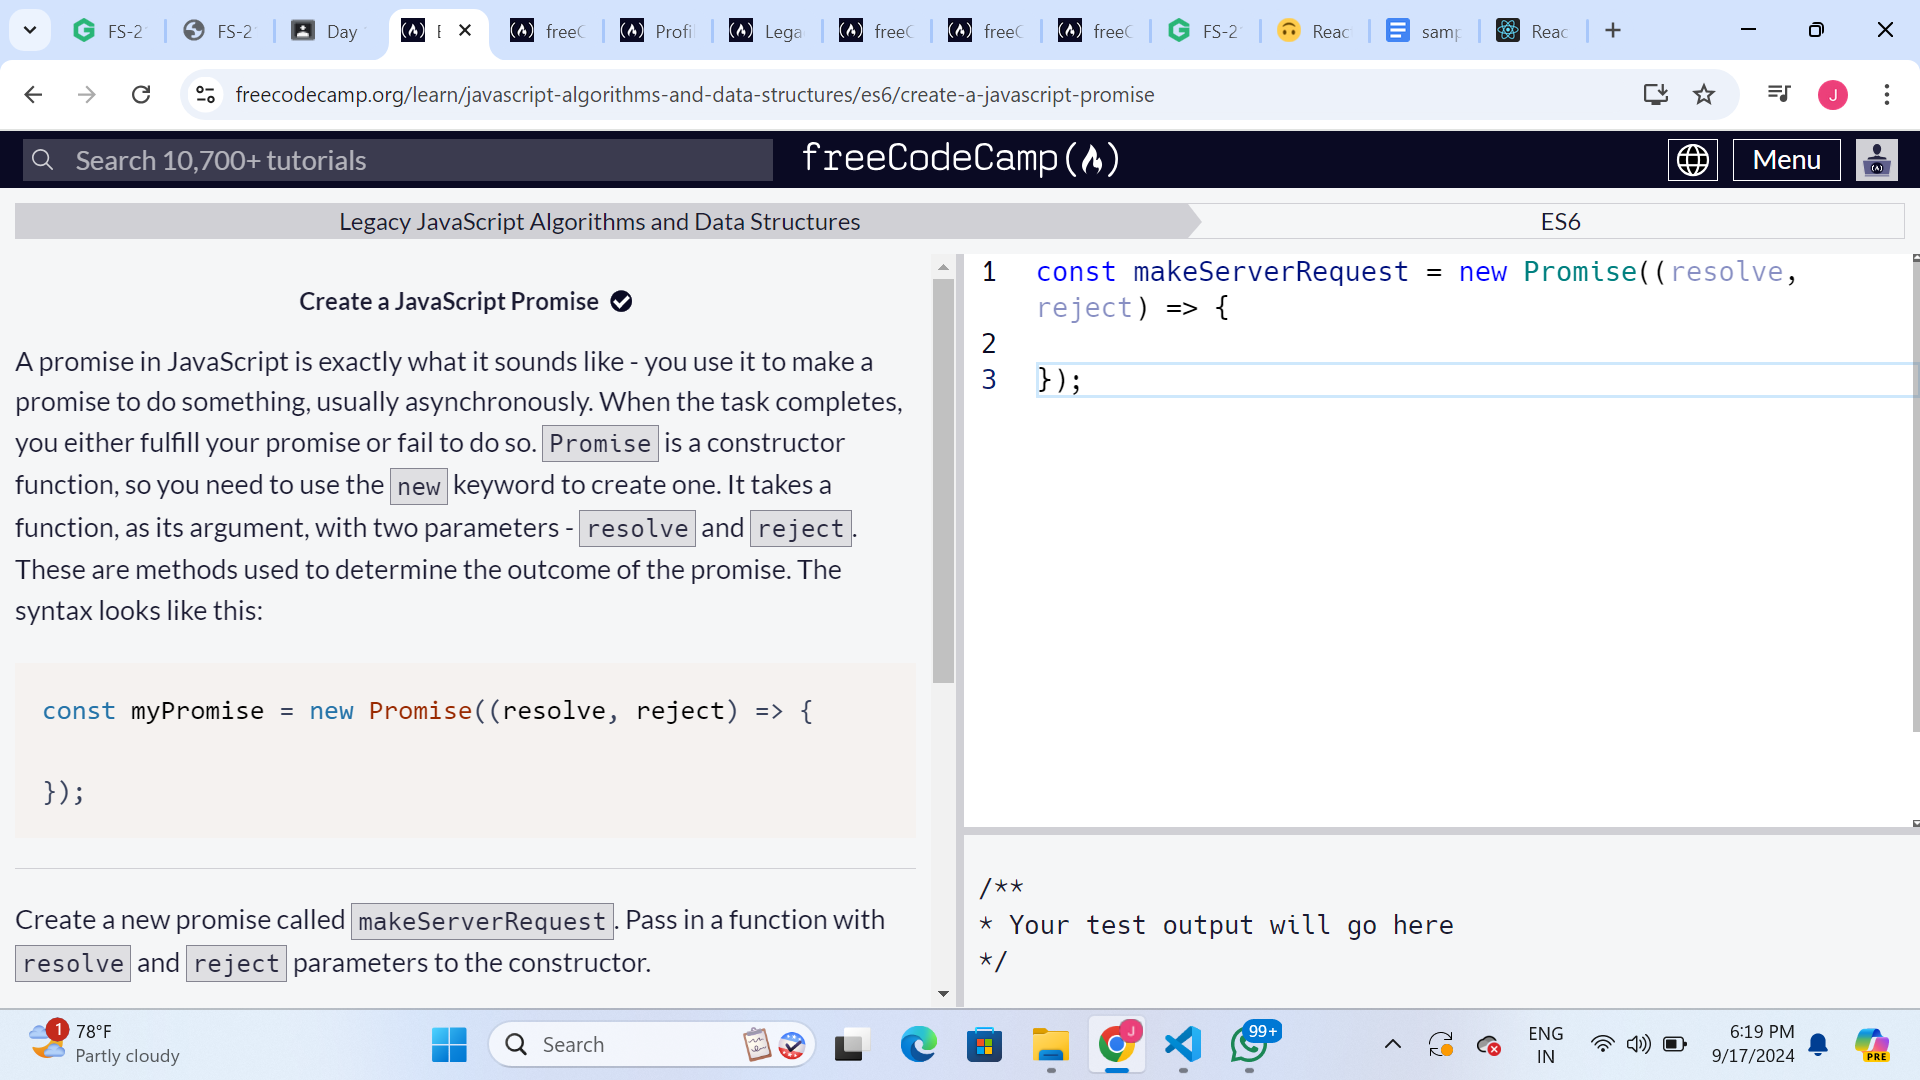 FS-2
FS-2
Day
freeC
Profil
Lega
freeC
freeC
freeC
FS-2
Reac
samp
Reac
freecodecamp.org/learn/javascript-algorithms-and-data-structures/es6/create-a-javascript-promise
J
Search 10,700+ tutorials
freeCodeCamp
Menu
Legacy JavaScript Algorithms and Data Structures
ES6
Create a JavaScript Promise
A promise in JavaScript is exactly what it sounds like - you use it to make a
promise to do something, usually asynchronously. When the task completes,
you either fulfill your promise or fail to do so. Promise is a constructor
function, so you need to use the new keyword to create one. It takes a
function, as its argument, with two parameters - resolve and reject.
These are methods used to determine the outcome of the promise. The
syntax looks like this:
const myPromise = new Promise((resolve, reject) => {
});
Create a new promise called makeServerRequest. Pass in a function with
resolve and reject parameters to the constructor.
1 const makeServerRequest = new Promise((resolve,
reject) => {
2
3 });
/**
* Your test output will go here
*/
1
78°F
Partly cloudy
Search
J
99+
ENG
IN
6:19 PM
9/17/2024
PRE